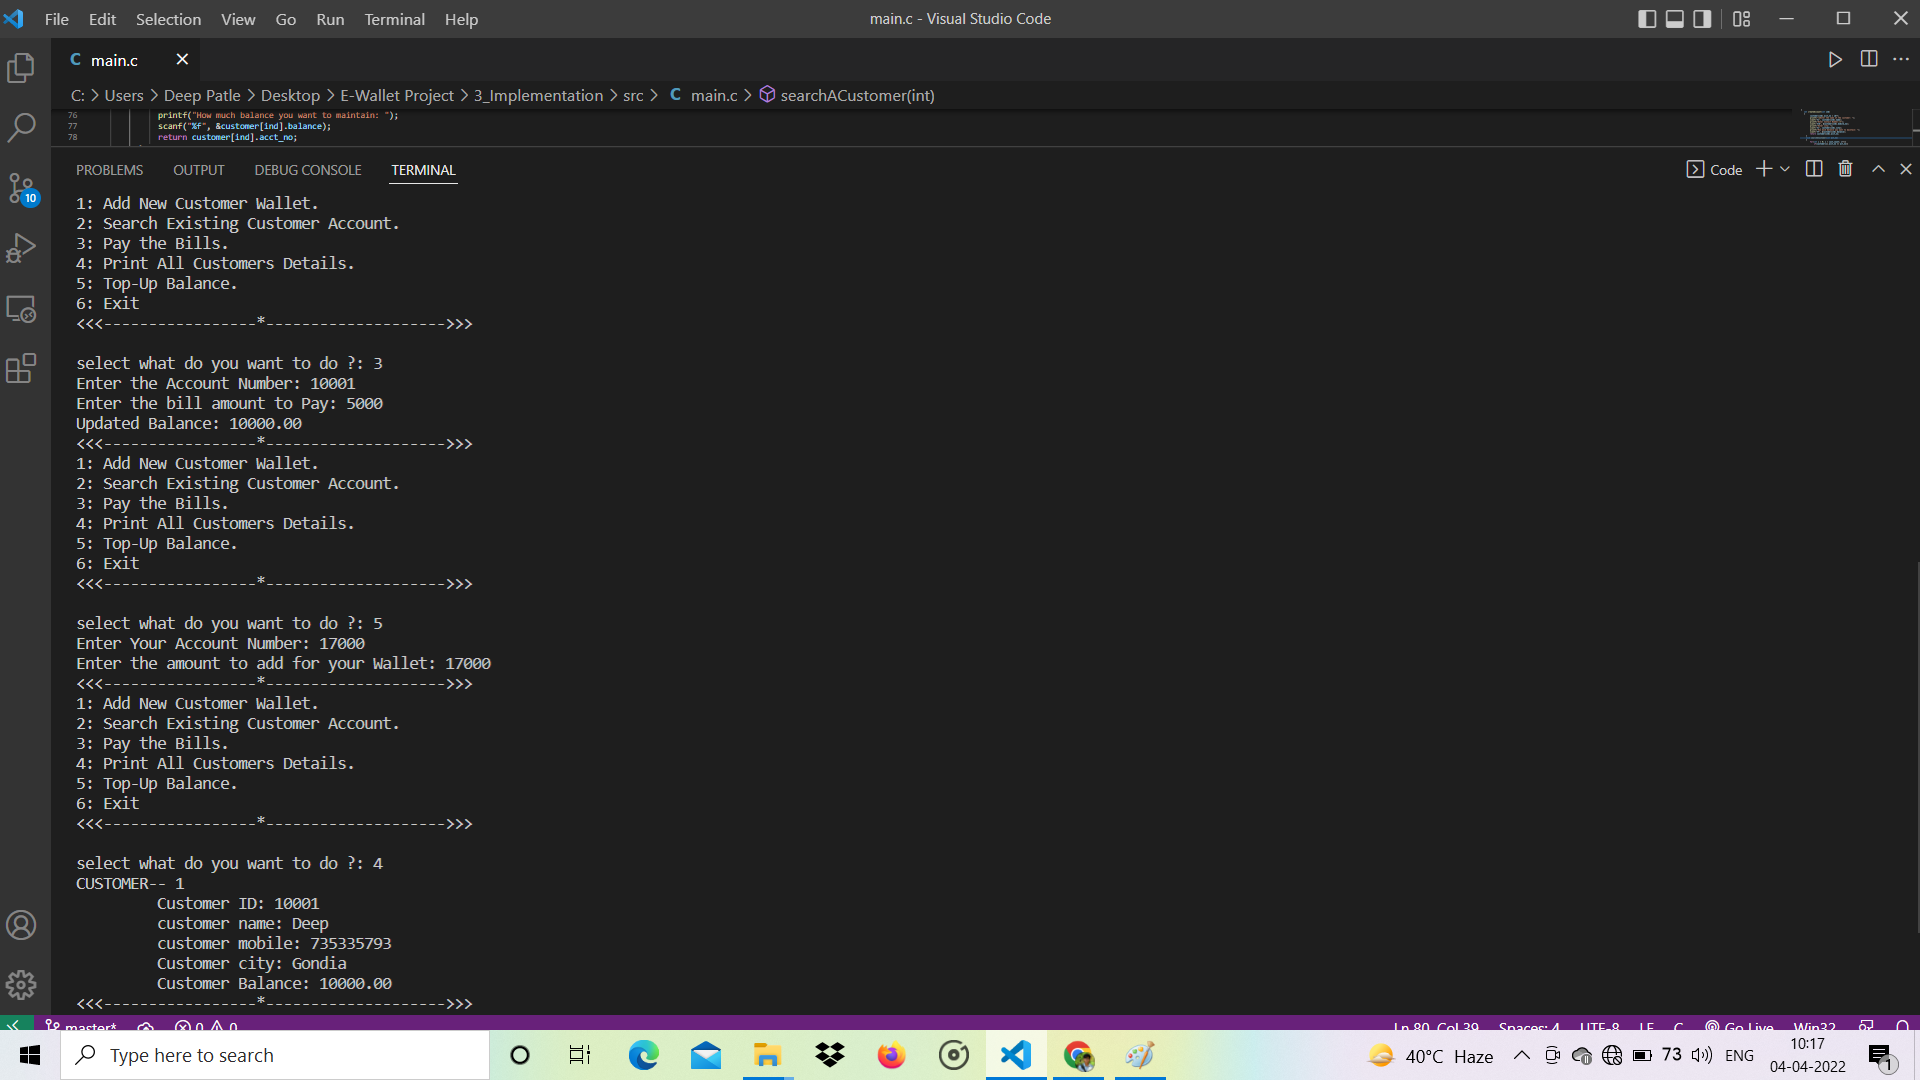 File Edit Selection View Go Run Terminal Help
main.c - Visual Studio Code
C main.c
C: > Users > Deep Patle > Desktop > E-Wallet Project > 3_Implementation > src > C main.c > searchACustomer(int)
76 printf("How much balance you want to maintain: ");
77 scanf("%f", &customer[ind].balance);
78 return customer[ind].acct_no;
PROBLEMS OUTPUT DEBUG CONSOLE TERMINAL
Code
1: Add New Customer Wallet.
2: Search Existing Customer Account.
3: Pay the Bills.
4: Print All Customers Details.
5: Top-Up Balance.
6: Exit
<<<-----------------*-------------------->>>
select what do you want to do ?: 3
Enter the Account Number: 10001
Enter the bill amount to Pay: 5000
Updated Balance: 10000.00
<<<-----------------*-------------------->>>
1: Add New Customer Wallet.
2: Search Existing Customer Account.
3: Pay the Bills.
4: Print All Customers Details.
5: Top-Up Balance.
6: Exit
<<<-----------------*-------------------->>>
select what do you want to do ?: 5
Enter Your Account Number: 17000
Enter the amount to add for your Wallet: 17000
<<<-----------------*-------------------->>>
1: Add New Customer Wallet.
2: Search Existing Customer Account.
3: Pay the Bills.
4: Print All Customers Details.
5: Top-Up Balance.
6: Exit
<<<-----------------*-------------------->>>
select what do you want to do ?: 4
CUSTOMER-- 1
Customer ID: 10001
customer name: Deep
customer mobile: 735335793
Customer city: Gondia
Customer Balance: 10000.00
<<<-----------------*-------------------->>>
10
master* 0 0
Ln 80, Col 39 Spaces: 4 UTF-8 LF C Go Live Win32
Type here to search
40°C Haze
73
ENG
10:17
04-04-2022
1